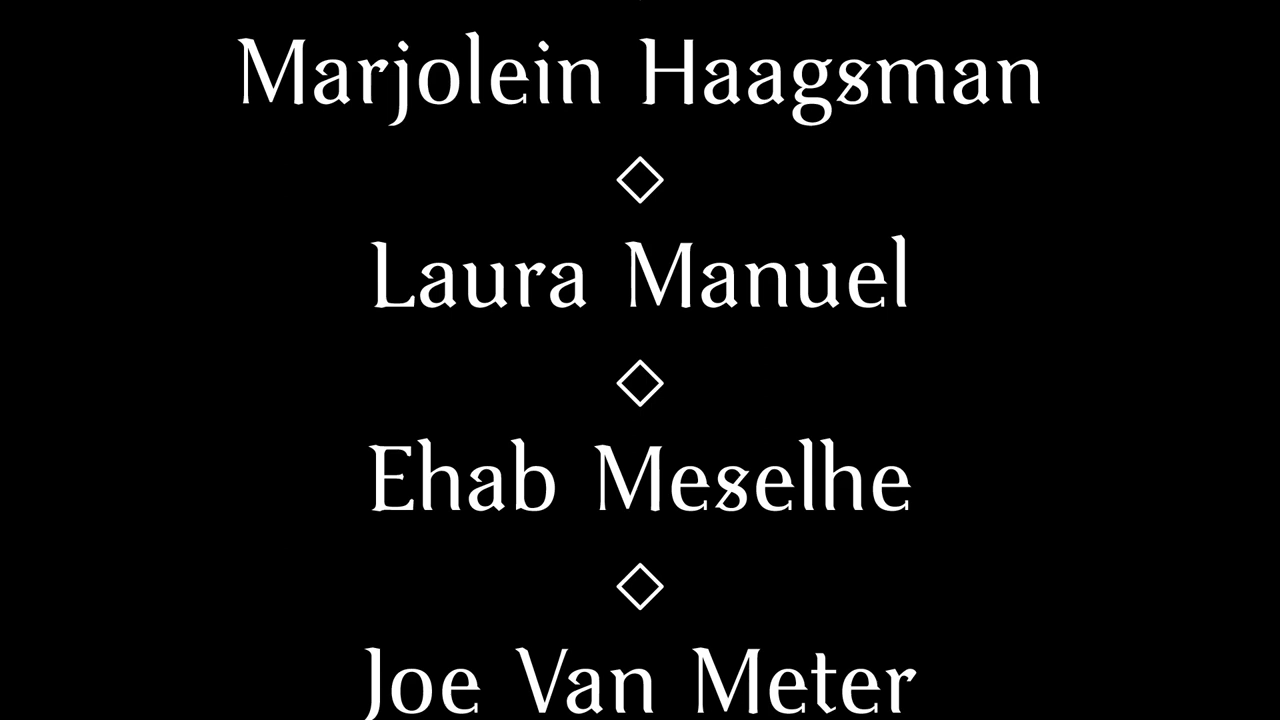 Marjolein Haagsman
◇
Laura Manuel
◇
Ehab Meselhe
◇
Joe Van Meter